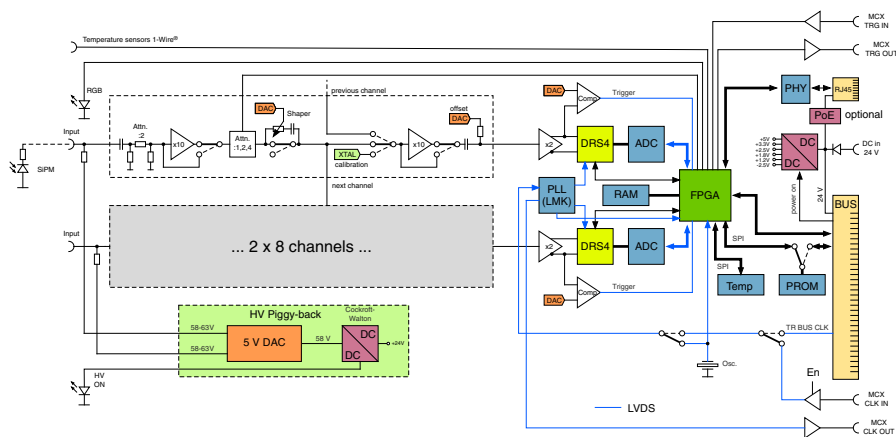 MCX
TRG IN
MCX
TRG OUT
Temperature sensors 1-Wire®
RGB
previous channel
DAC
Shaper
offset
DAC
DAC
Comp
Trigger
PHY
RJ45
PoE
optional
Input
Attn.
:2
x10
Attn.
:1,2,4
XTAL
calibration
x10
x2
DRS4
ADC
+5V
+3.3V
+2.5V
+1.8V
+1.2V
-2.5V
DC
DC
DC in
24 V
SiPM
next channel
PLL
(LMK)
RAM
FPGA
power on
24 V
BUS
Input
... 2 x 8 channels ...
x2
DRS4
ADC
SPI
SPI
Temp
PROM
Comp
Trigger
DAC
HV Piggy-back
Cockroft-
Walton
58-63V
58-63V
5 V DAC
58 V
DC
DC
+24V
TR BUS CLK
Osc.
HV
ON
En
MCX
CLK IN
LVDS
MCX
CLK OUT